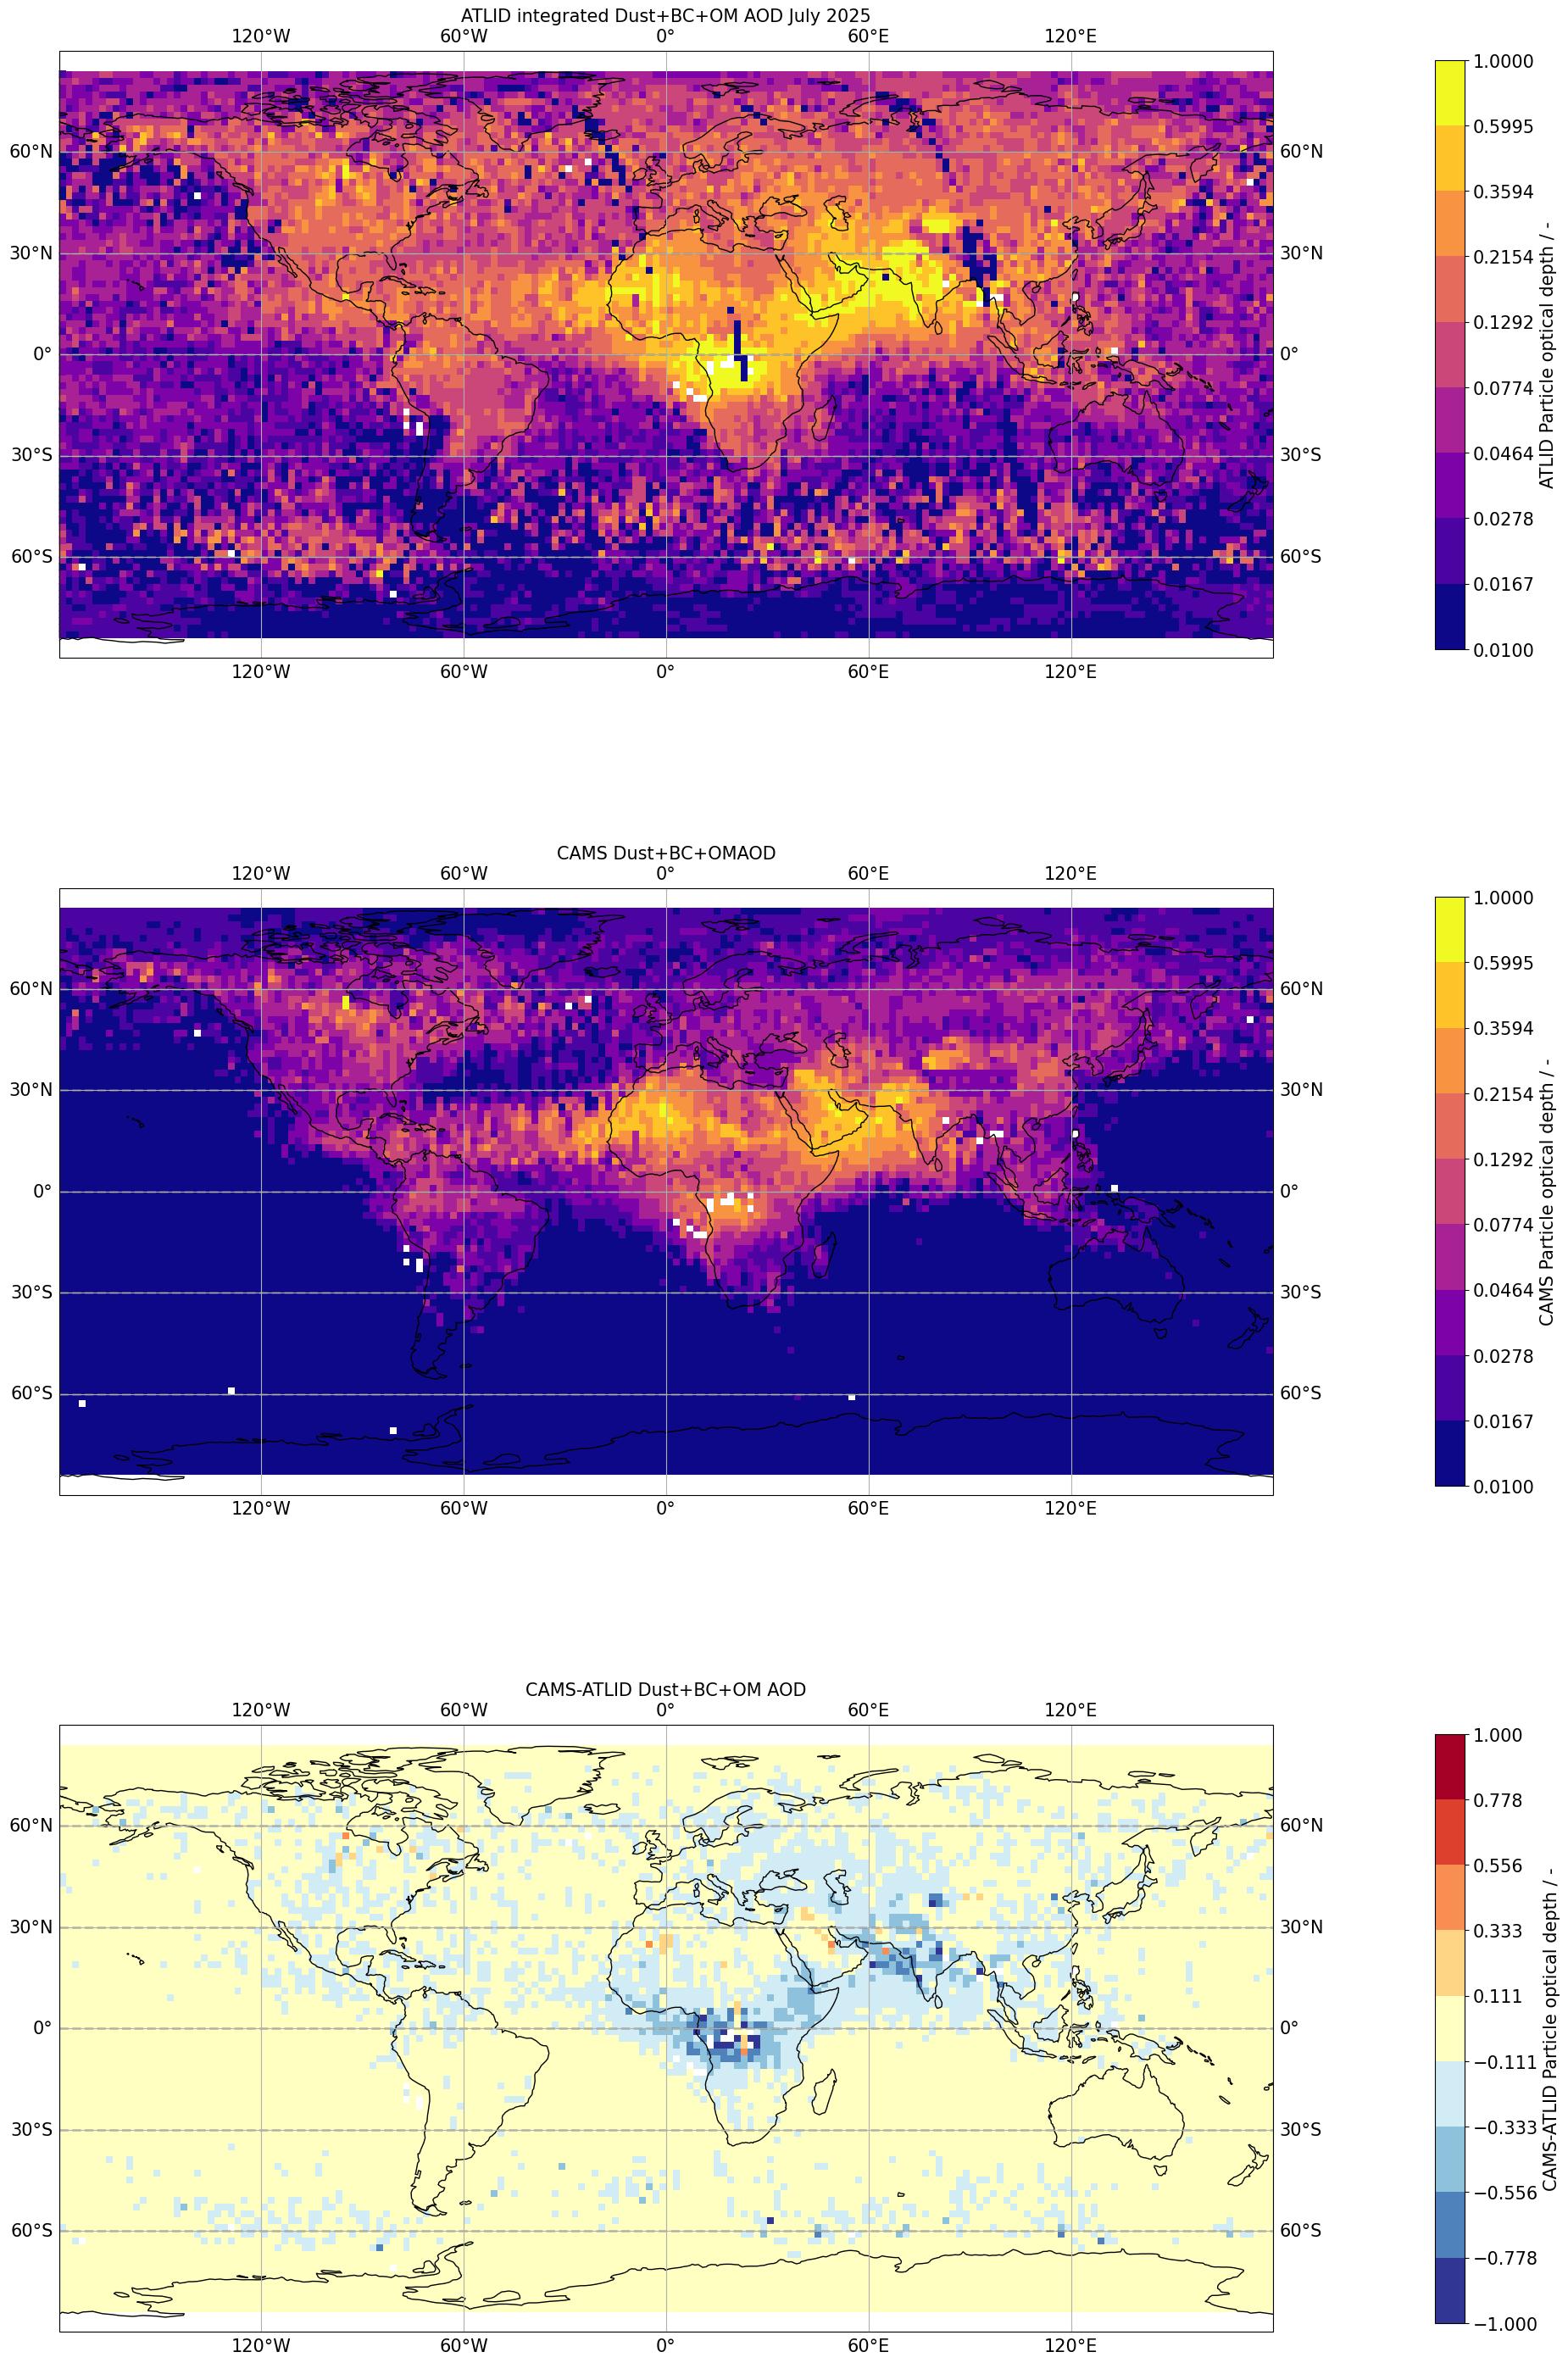 ATLID integrated Dust+BC+OM AOD July 2025
120°W 60°W 0° 60°E 120°E
60°N 60°N
30°N 30°N
0° 0°
30°S 30°S
60°S 60°S
120°W 60°W 0° 60°E 120°E
1.0000
0.5995
0.3594
0.2154
0.1292
0.0774
0.0464
0.0278
0.0167
0.0100
ATLID Particle optical depth / -
CAMS Dust+BC+OMAOD
120°W 60°W 0° 60°E 120°E
60°N 60°N
30°N 30°N
0° 0°
30°S 30°S
60°S 60°S
120°W 60°W 0° 60°E 120°E
1.0000
0.5995
0.3594
0.2154
0.1292
0.0774
0.0464
0.0278
0.0167
0.0100
CAMS Particle optical depth / -
CAMS-ATLID Dust+BC+OM AOD
120°W 60°W 0° 60°E 120°E
60°N 60°N
30°N 30°N
0° 0°
30°S 30°S
60°S 60°S
120°W 60°W 0° 60°E 120°E
1.000
0.778
0.556
0.333
0.111
−0.111
−0.333
−0.556
−0.778
−1.000
CAMS-ATLID Particle optical depth / -